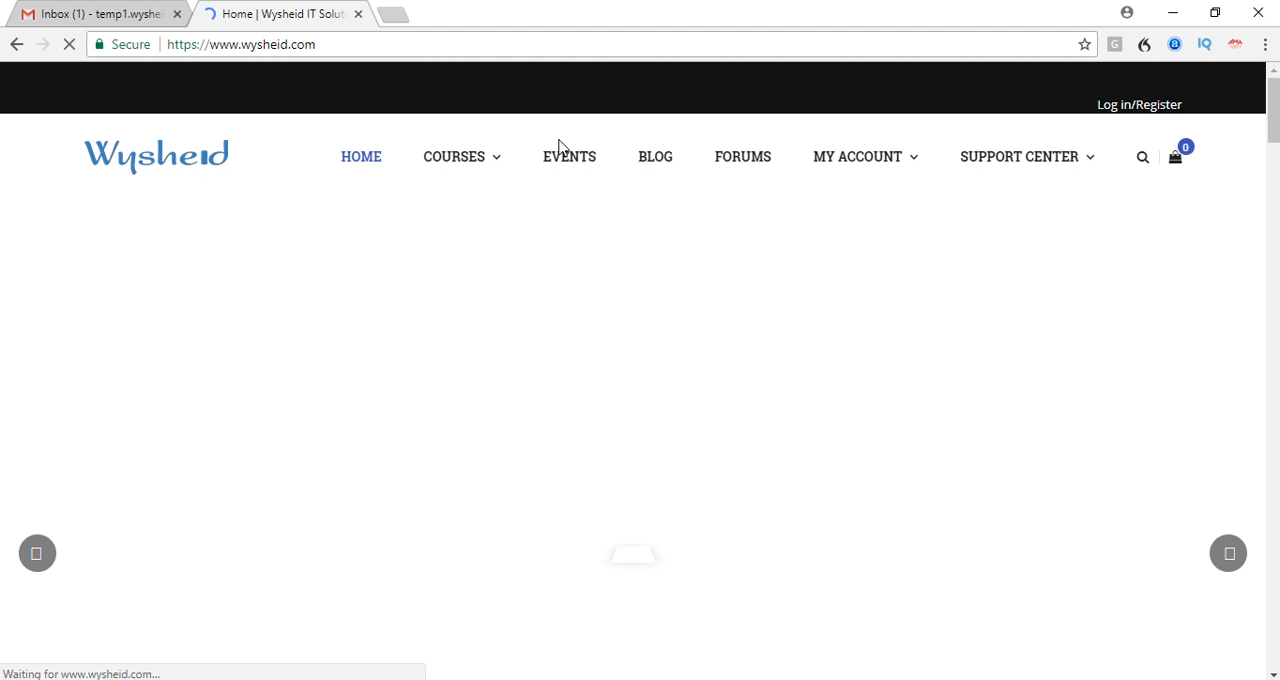 Inbox (1) - temp1.wyshe
Home | Wysheid IT Solut
Secure
https://www.wysheid.com
G
a
IQ
Log in/Register
Wysheid
HOME
COURSES
EVENTS
BLOG
FORUMS
MY ACCOUNT
SUPPORT CENTER
0
Waiting for www.wysheid.com...